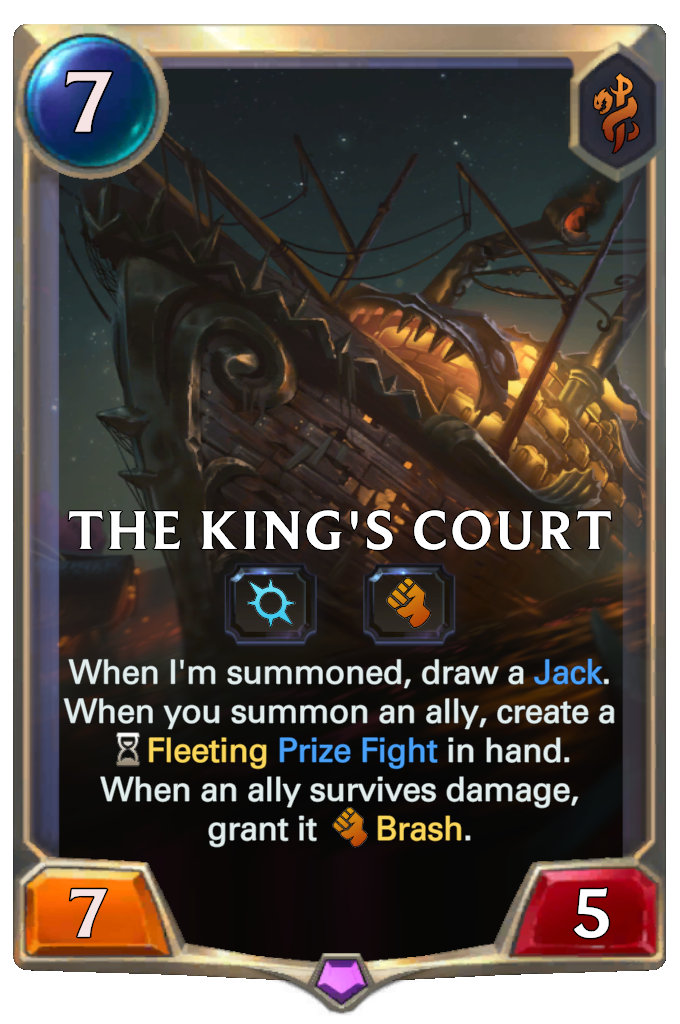 7
THE KING'S COURT
When I'm summoned, draw a Jack.
When you summon an ally, create a
Fleeting Prize Fight in hand.
When an ally survives damage,
grant it Brash.
7
5